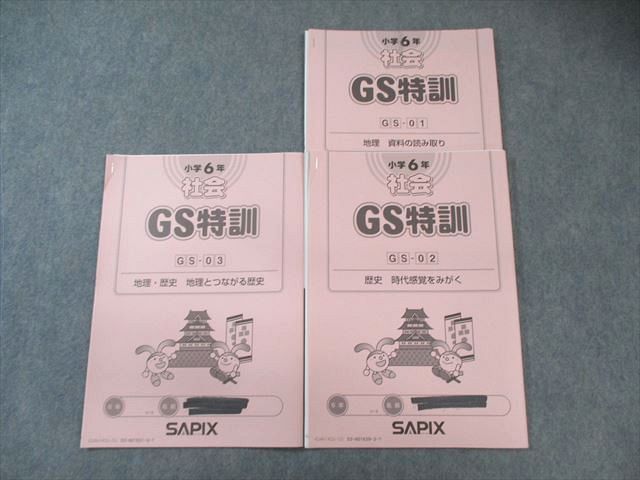 小学6年
社会
GS特訓
GS-01
地理 資料の読み取り
小学6年
社会
GS特訓
GS-03
地理・歴史 地理とつながる歴史
SAPIX
小学6年
社会
GS特訓
GS-02
歴史 時代感覚をみがく
SAPIX